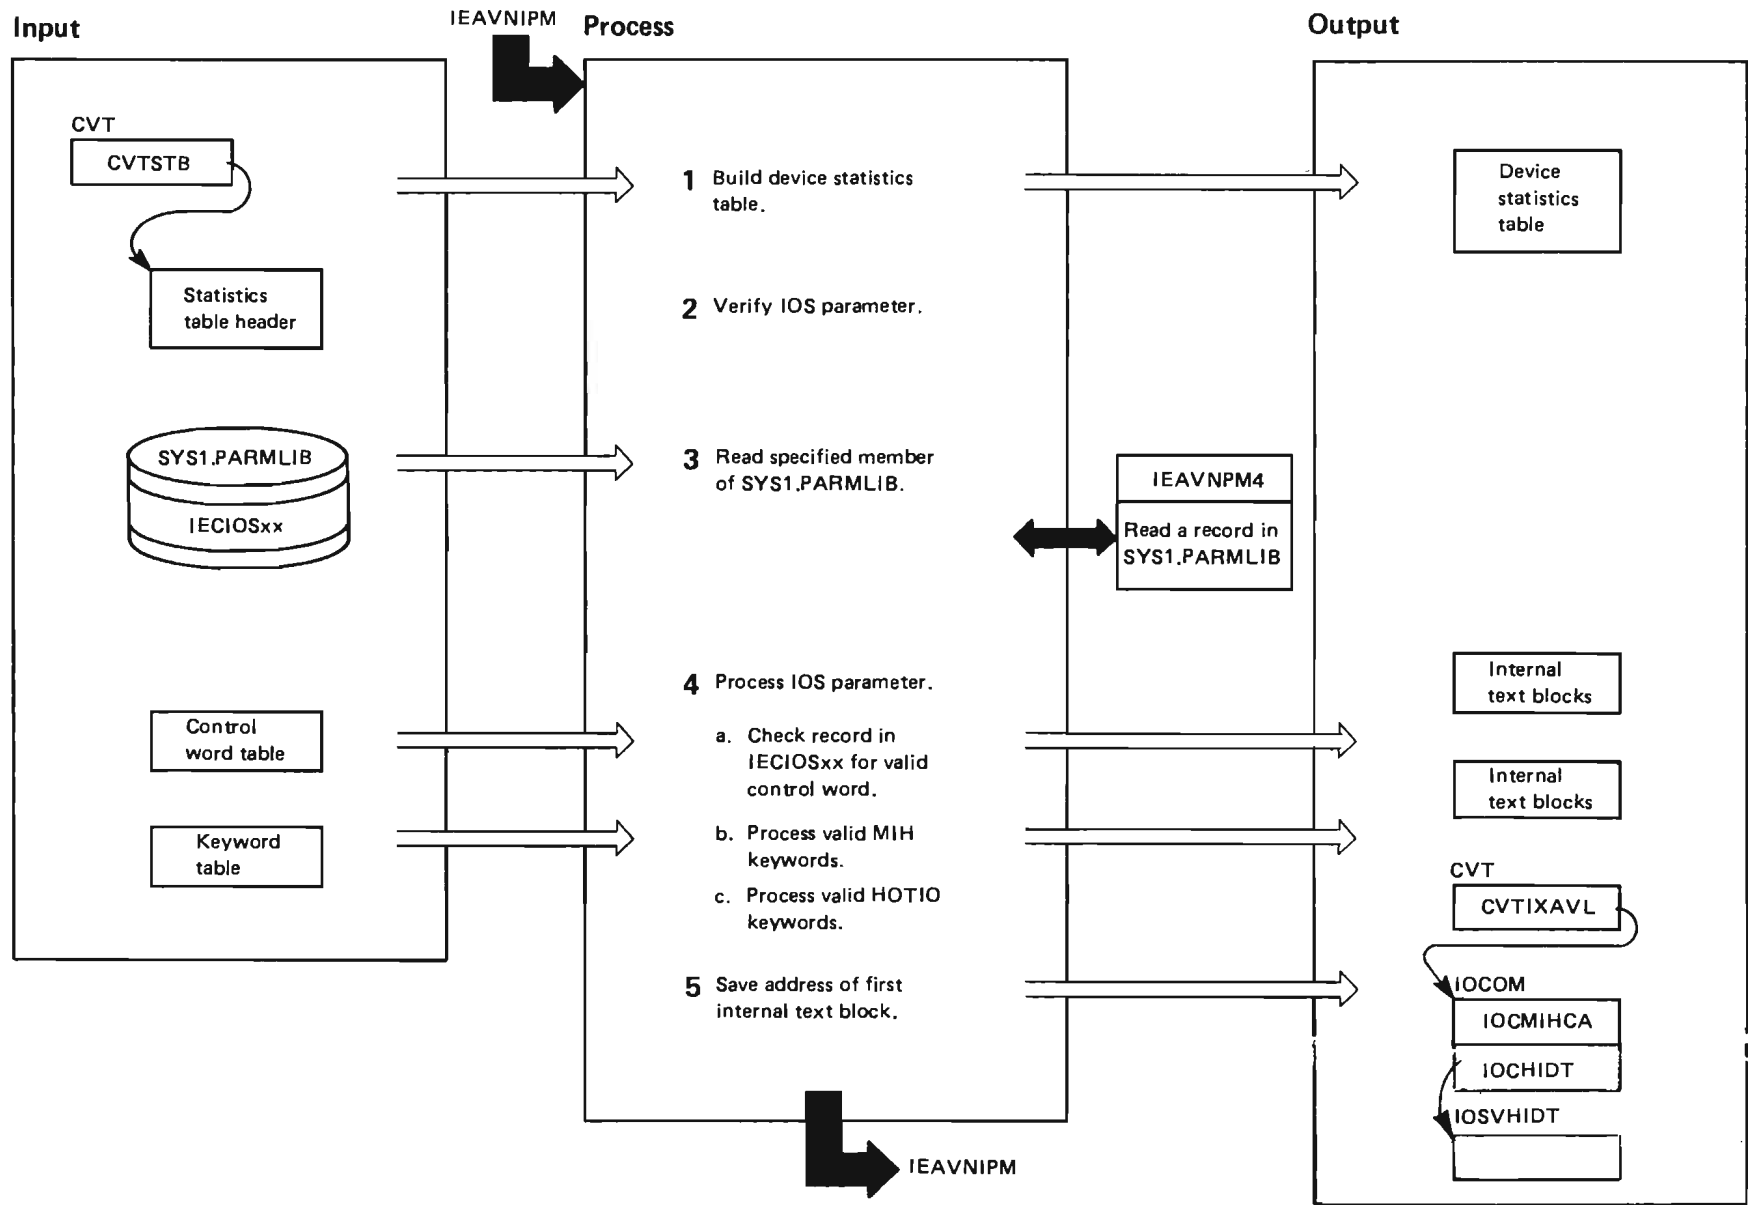 Input
IEAVNIPM
Process
Output
CVT
CVTSTB
Statistics
table header
SYS1.PARMLIB
IECIOSxx
Control
word table
Keyword
table
1 Build device statistics
table.
2 Verify IOS parameter.
3 Read specified member
of SYS1.PARMLIB.
IEAVNPM4
Read a record in
SYS1.PARMLIB
4 Process IOS parameter.
a. Check record in
IECIOSxx for valid
control word.
b. Process valid MIH
keywords.
c. Process valid HOTIO
keywords.
5 Save address of first
internal text block.
IEAVNIPM
Device
statistics
table
Internal
text blocks
Internal
text blocks
CVT
CVTIXAVL
IOCOM
IOCMIHCA
IOCHIDT
IOSVHIDT